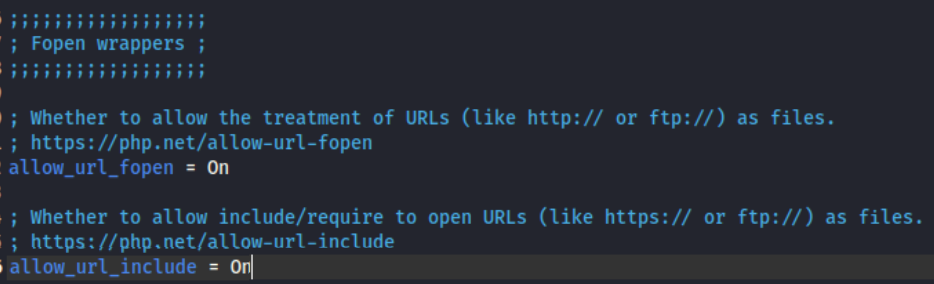 ;;;;;;;;;;;;;;;;;;
; Fopen wrappers ;
;;;;;;;;;;;;;;;;;;
; Whether to allow the treatment of URLs (like http:// or ftp://) as files.
; https://php.net/allow-url-fopen
allow_url_fopen = On
; Whether to allow include/require to open URLs (like https:// or ftp://) as files.
; https://php.net/allow-url-include
allow_url_include = On